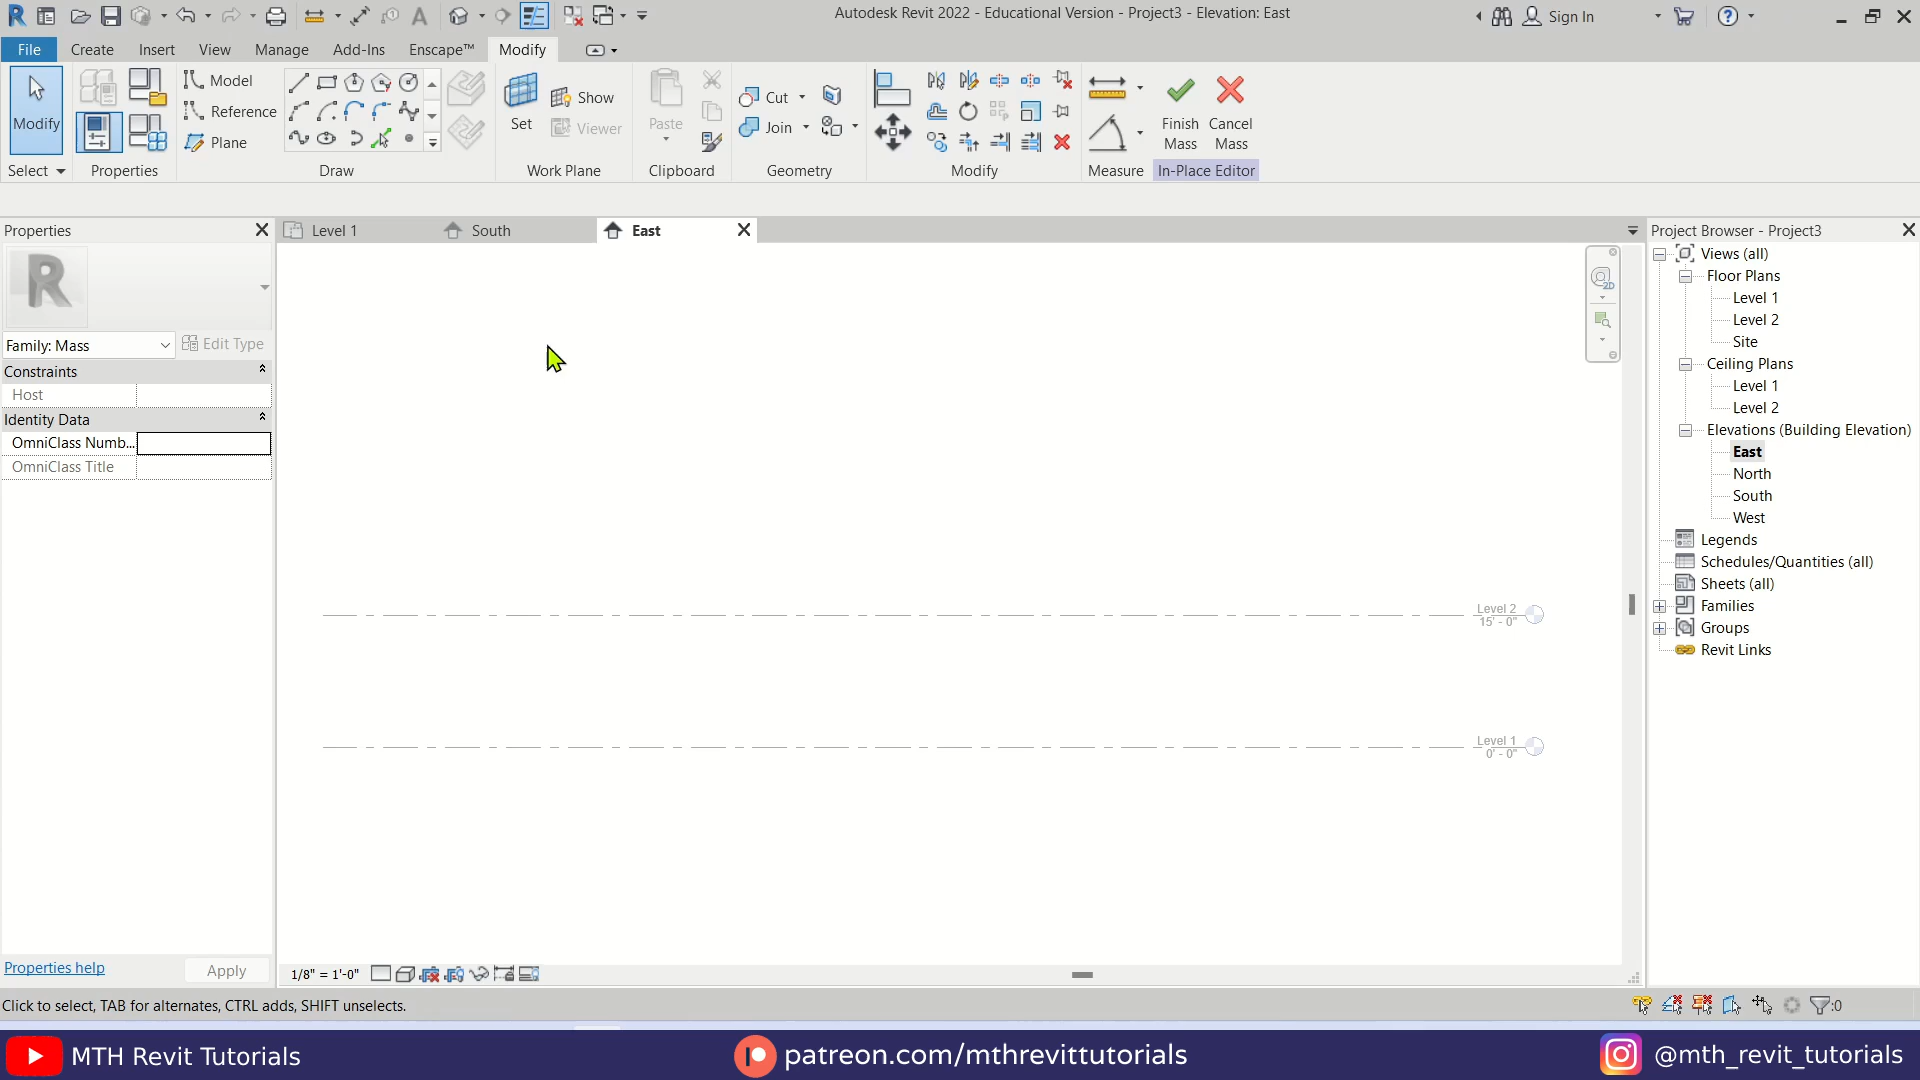 Autodesk Revit 2022 - Educational Version - Project3 - Elevation: East
Sign In
File Create Insert View Manage Add-Ins Enscape™ Modify
Modify
Select
Properties
Model
Reference
Plane
Draw
Set
Show
Viewer
Work Plane
Paste
Clipboard
Cut
Join
Geometry
Modify
Measure
Finish Mass
Cancel Mass
In-Place Editor
Properties
Level 1
South
East
Project Browser - Project3
R
Family: Mass
Edit Type
Constraints
Host
Identity Data
OmniClass Numb...
OmniClass Title
Properties help
Apply
2D
Level 2
15' - 0"
Level 1
0' - 0"
Views (all)
Floor Plans
Level 1
Level 2
Site
Ceiling Plans
Level 1
Level 2
Elevations (Building Elevation)
East
North
South
West
Legends
Schedules/Quantities (all)
Sheets (all)
Families
Groups
Revit Links
1/8" = 1'-0"
Click to select, TAB for alternates, CTRL adds, SHIFT unselects.
:0
MTH Revit Tutorials
patreon.com/mthrevittutorials
@mth_revit_tutorials